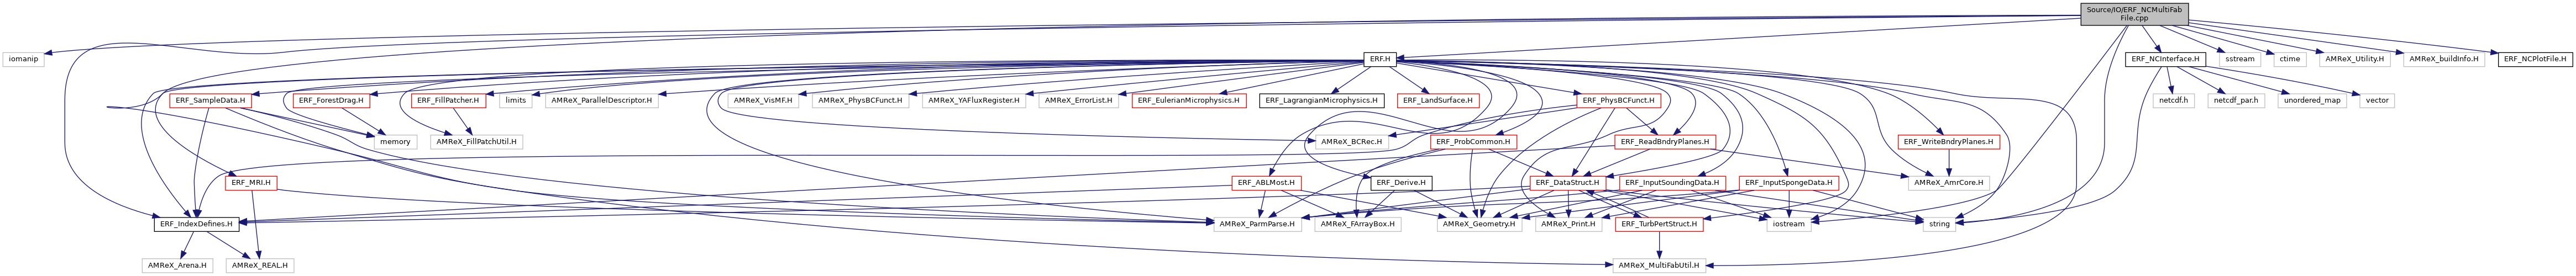 Source/IO/ERF_NCMultiFab
File.cpp
iomanip
ERF.H
ERF_NCInterface.H
sstream
ctime
AMReX_Utility.H
AMReX_buildInfo.H
ERF_NCPlotFile.H
ERF_SampleData.H
ERF_ForestDrag.H
ERF_FillPatcher.H
limits
AMReX_ParallelDescriptor.H
AMReX_VisMF.H
AMReX_PhysBCFunct.H
AMReX_YAFluxRegister.H
AMReX_ErrorList.H
ERF_EulerianMicrophysics.H
ERF_LagrangianMicrophysics.H
ERF_LandSurface.H
ERF_PhysBCFunct.H
netcdf.h
netcdf_par.h
unordered_map
vector
memory
AMReX_FillPatchUtil.H
AMReX_BCRec.H
ERF_ProbCommon.H
ERF_ReadBndryPlanes.H
ERF_WriteBndryPlanes.H
ERF_MRI.H
ERF_ABLMost.H
ERF_Derive.H
ERF_DataStruct.H
ERF_InputSoundingData.H
ERF_InputSpongeData.H
AMReX_AmrCore.H
ERF_IndexDefines.H
AMReX_ParmParse.H
AMReX_FArrayBox.H
AMReX_Geometry.H
AMReX_Print.H
ERF_TurbPertStruct.H
iostream
string
AMReX_Arena.H
AMReX_REAL.H
AMReX_MultiFabUtil.H